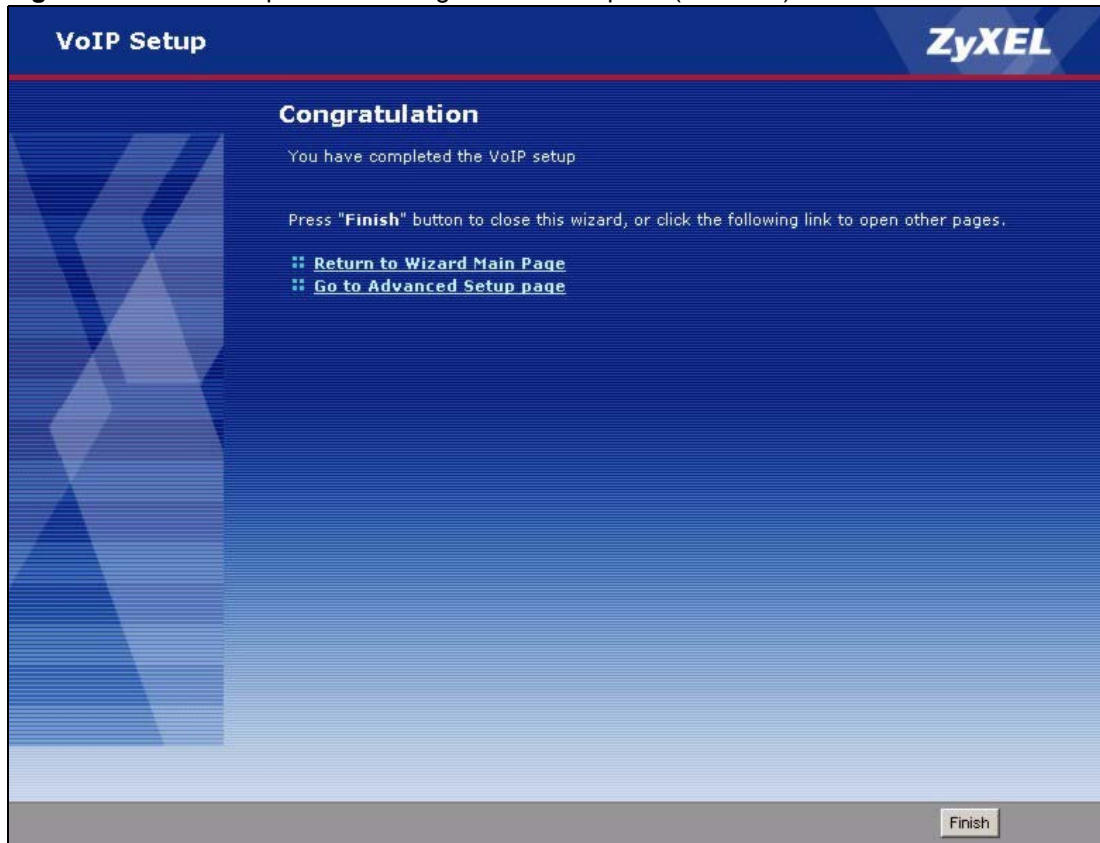 VoIP Setup
ZyXEL
Congratulation
You have completed the VoIP setup
Press "Finish" button to close this wizard, or click the following link to open other pages.
Return to Wizard Main Page
Go to Advanced Setup page
Finish